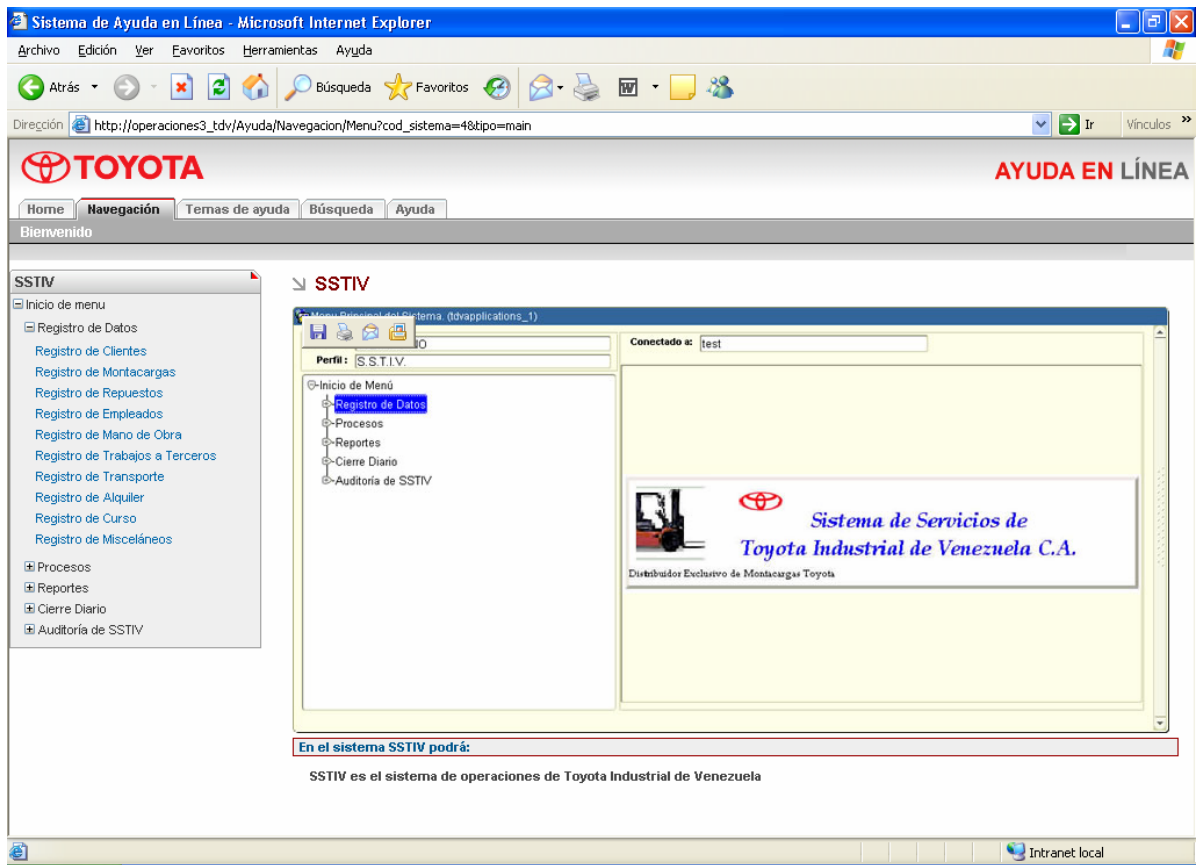 Sistema de Ayuda en Línea - Microsoft Internet Explorer
Archivo Edición Ver Favoritos Herramientas Ayuda
Atrás Búsqueda Favoritos
Dirección http://operaciones3_tdv/Ayuda/Navegacion/Menu?cod_sistema=4&tipo=main Ir Vínculos
TOYOTA
AYUDA EN LÍNEA
Home Navegación Temas de ayuda Búsqueda Ayuda
Bienvenido
SSTIV
Inicio de menu
Registro de Datos
Registro de Clientes
Registro de Montacargas
Registro de Repuestos
Registro de Empleados
Registro de Mano de Obra
Registro de Trabajos a Terceros
Registro de Transporte
Registro de Alquiler
Registro de Curso
Registro de Misceláneos
Procesos
Reportes
Cierre Diario
Auditoría de SSTIV
SSTIV
Menu Principal del Sistema. (tdvapplications_1)
Conectado a: test
Perfil: S.S.T.I.V.
Inicio de Menú
Registro de Datos
Procesos
Reportes
Cierre Diario
Auditoría de SSTIV
Sistema de Servicios de
Toyota Industrial de Venezuela C.A.
Distribuidor Exclusivo de Montacargas Toyota
En el sistema SSTIV podrá:
SSTIV es el sistema de operaciones de Toyota Industrial de Venezuela
Intranet local